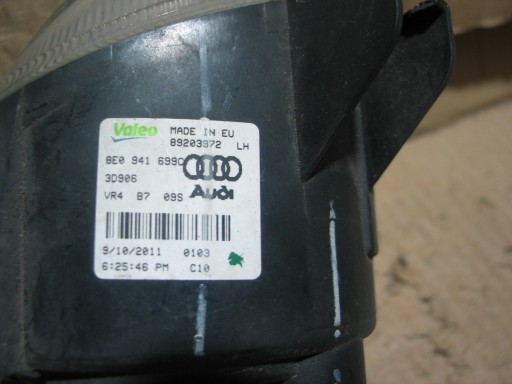 Valeo MADE IN EU
89203972 LH
8E0 941 699C
3D906
VR4 B7 09S Audi
9/10/2011 0103
6:25:46 PM C10